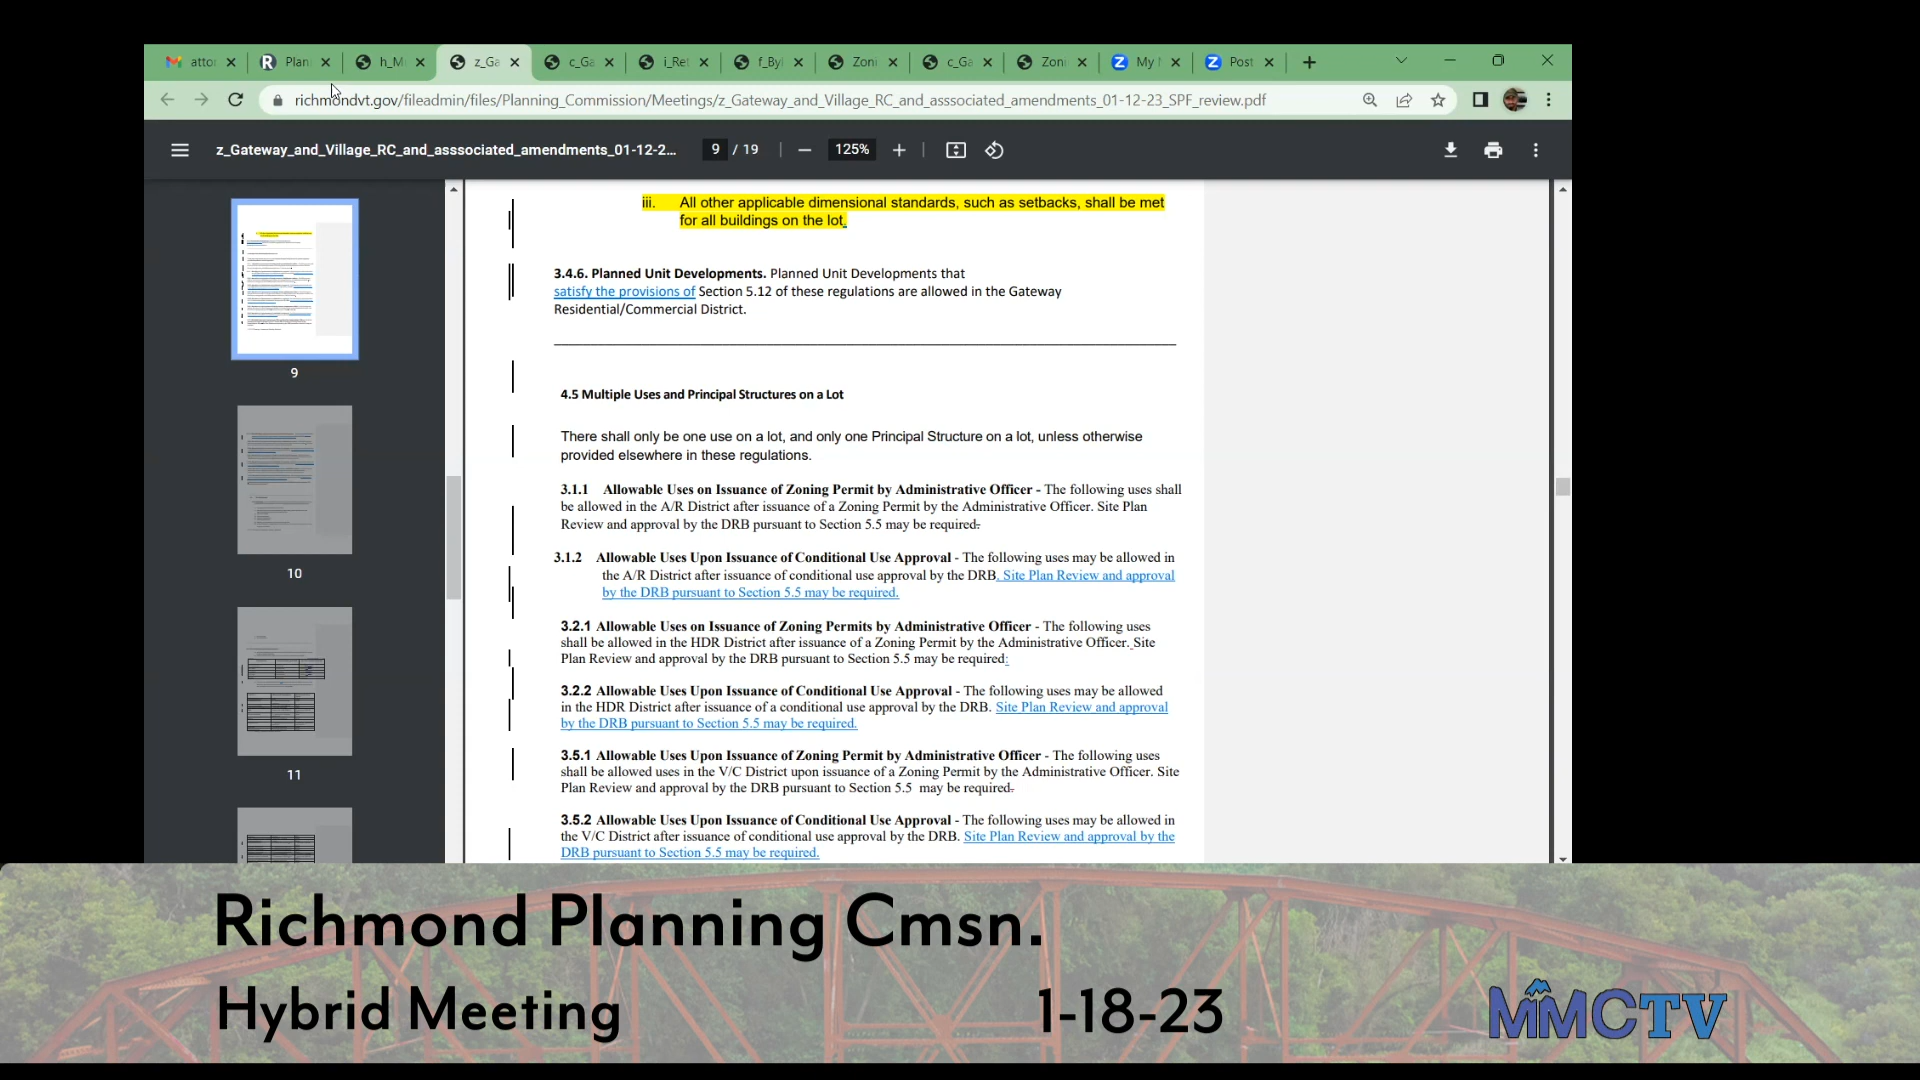 atto
Plan
h_M
z_Ga
c_Ga
i_Ret
f_Byl
Zoni
c_Ga
Zoni
My
Post
richmondvt.gov/fileadmin/files/Planning_Commission/Meetings/z_Gateway_and_Village_RC_and_asssociated_amendments_01-12-23_SPF_review.pdf
z_Gateway_and_Village_RC_and_asssociated_amendments_01-12-2... 9 / 19 125%
iii. All other applicable dimensional standards, such as setbacks, shall be met
for all buildings on the lot.
3.4.6. Planned Unit Developments. Planned Unit Developments that
satisfy the provisions of Section 5.12 of these regulations are allowed in the Gateway
Residential/Commercial District.
4.5 Multiple Uses and Principal Structures on a Lot
There shall only be one use on a lot, and only one Principal Structure on a lot, unless otherwise
provided elsewhere in these regulations.
3.1.1 Allowable Uses on Issuance of Zoning Permit by Administrative Officer - The following uses shall
be allowed in the A/R District after issuance of a Zoning Permit by the Administrative Officer. Site Plan
Review and approval by the DRB pursuant to Section 5.5 may be required.
3.1.2 Allowable Uses Upon Issuance of Conditional Use Approval - The following uses may be allowed in
the A/R District after issuance of conditional use approval by the DRB. Site Plan Review and approval
by the DRB pursuant to Section 5.5 may be required.
3.2.1 Allowable Uses on Issuance of Zoning Permits by Administrative Officer - The following uses
shall be allowed in the HDR District after issuance of a Zoning Permit by the Administrative Officer. Site
Plan Review and approval by the DRB pursuant to Section 5.5 may be required:
3.2.2 Allowable Uses Upon Issuance of Conditional Use Approval - The following uses may be allowed
in the HDR District after issuance of a conditional use approval by the DRB. Site Plan Review and approval
by the DRB pursuant to Section 5.5 may be required.
3.5.1 Allowable Uses Upon Issuance of Zoning Permit by Administrative Officer - The following uses
shall be allowed uses in the V/C District upon issuance of a Zoning Permit by the Administrative Officer. Site
Plan Review and approval by the DRB pursuant to Section 5.5 may be required.
3.5.2 Allowable Uses Upon Issuance of Conditional Use Approval - The following uses may be allowed in
the V/C District after issuance of conditional use approval by the DRB. Site Plan Review and approval by the
DRB pursuant to Section 5.5 may be required.
9
10
11
Richmond Planning Cmsn.
Hybrid Meeting 1-18-23
MMCTV